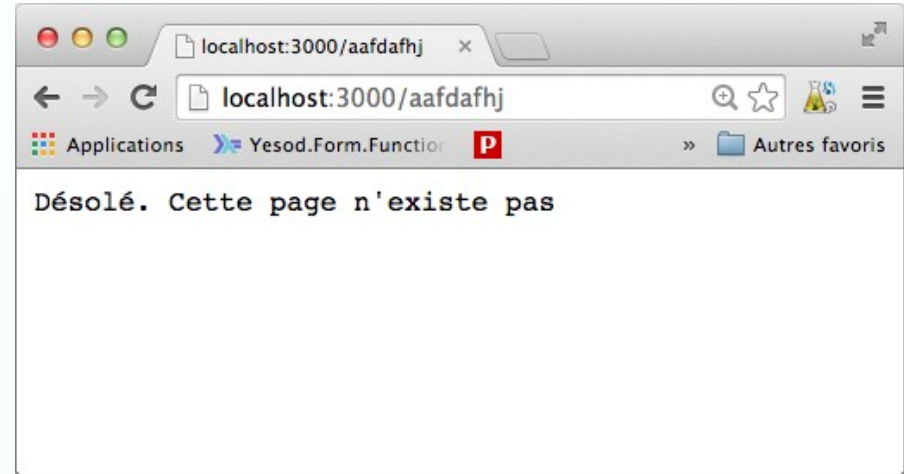 localhost:3000/aafdafhj
localhost:3000/aafdafhj
Applications Yesod.Form.Functio P » Autres favoris
Désolé. Cette page n'existe pas